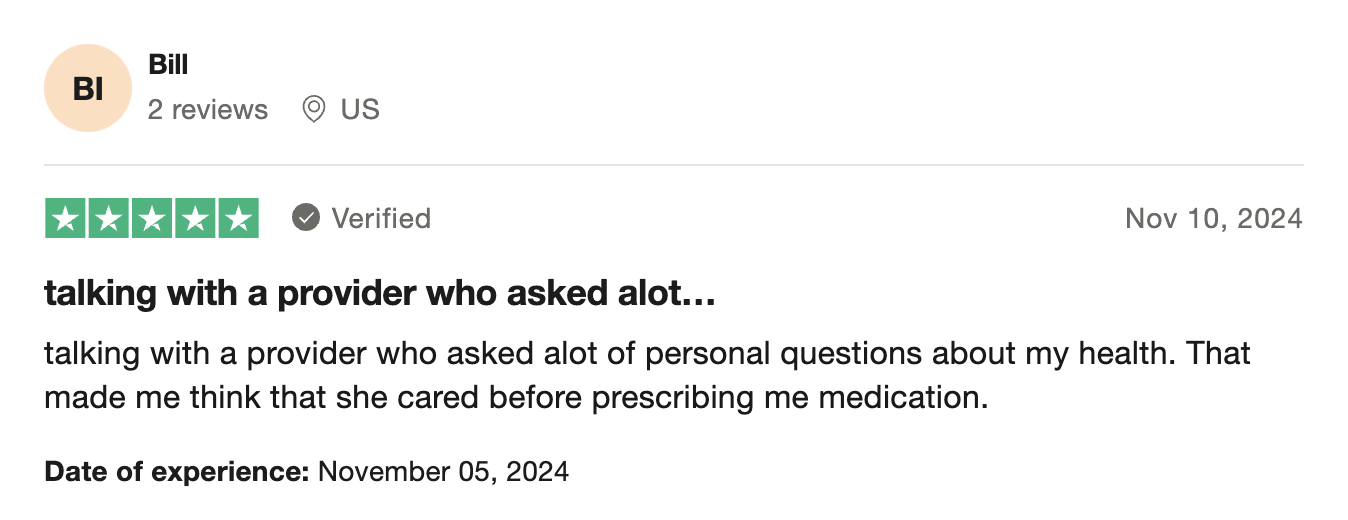 BI
Bill
2 reviews US
Verified Nov 10, 2024
talking with a provider who asked alot...
talking with a provider who asked alot of personal questions about my health. That
made me think that she cared before prescribing me medication.
Date of experience: November 05, 2024